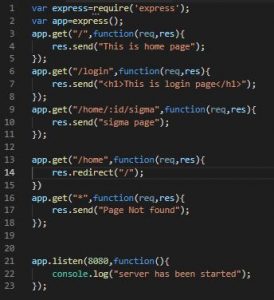 1 var express=require('express');
2 var app=express();
3 app.get("/",function(req,res){
4 res.send("This is home page");
5 });
6 app.get("/login",function(req,res){
7 res.send("<h1>This is login page</h1>");
8 });
9 app.get("/home/:id/sigma",function(req,res){
10 res.send("sigma page");
11 });
12
13 app.get("/home",function(req,res){
14 res.redirect("/");
15 })
16 app.get("*",function(req,res){
17 res.send("Page Not found");
18 });
19
20
21 app.listen(8080,function(){
22 console.log("server has been started");
23 });